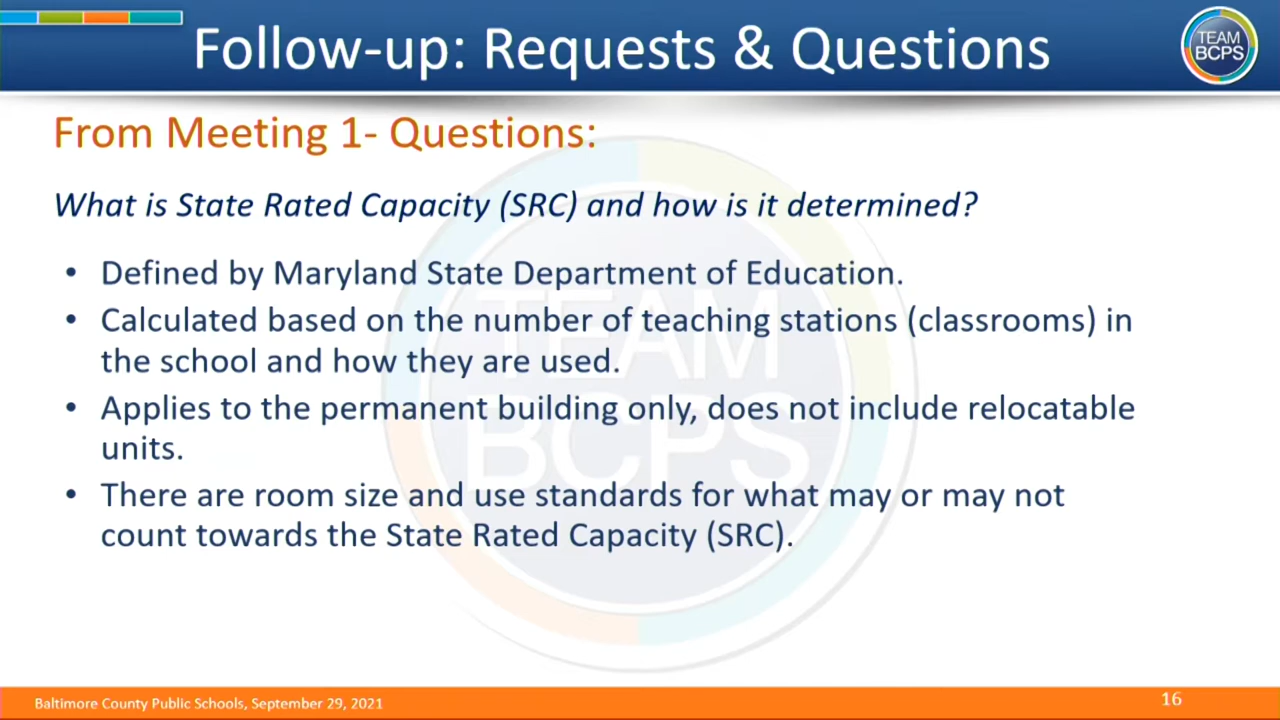 Follow-up: Requests & Questions
TEAM
BCPS
From Meeting 1- Questions:
What is State Rated Capacity (SRC) and how is it determined?
• Defined by Maryland State Department of Education.
• Calculated based on the number of teaching stations (classrooms) in
the school and how they are used.
• Applies to the permanent building only, does not include relocatable
units.
• There are room size and use standards for what may or may not
count towards the State Rated Capacity (SRC).
TEAM
BCPS
Baltimore County Public Schools, September 29, 2021
16